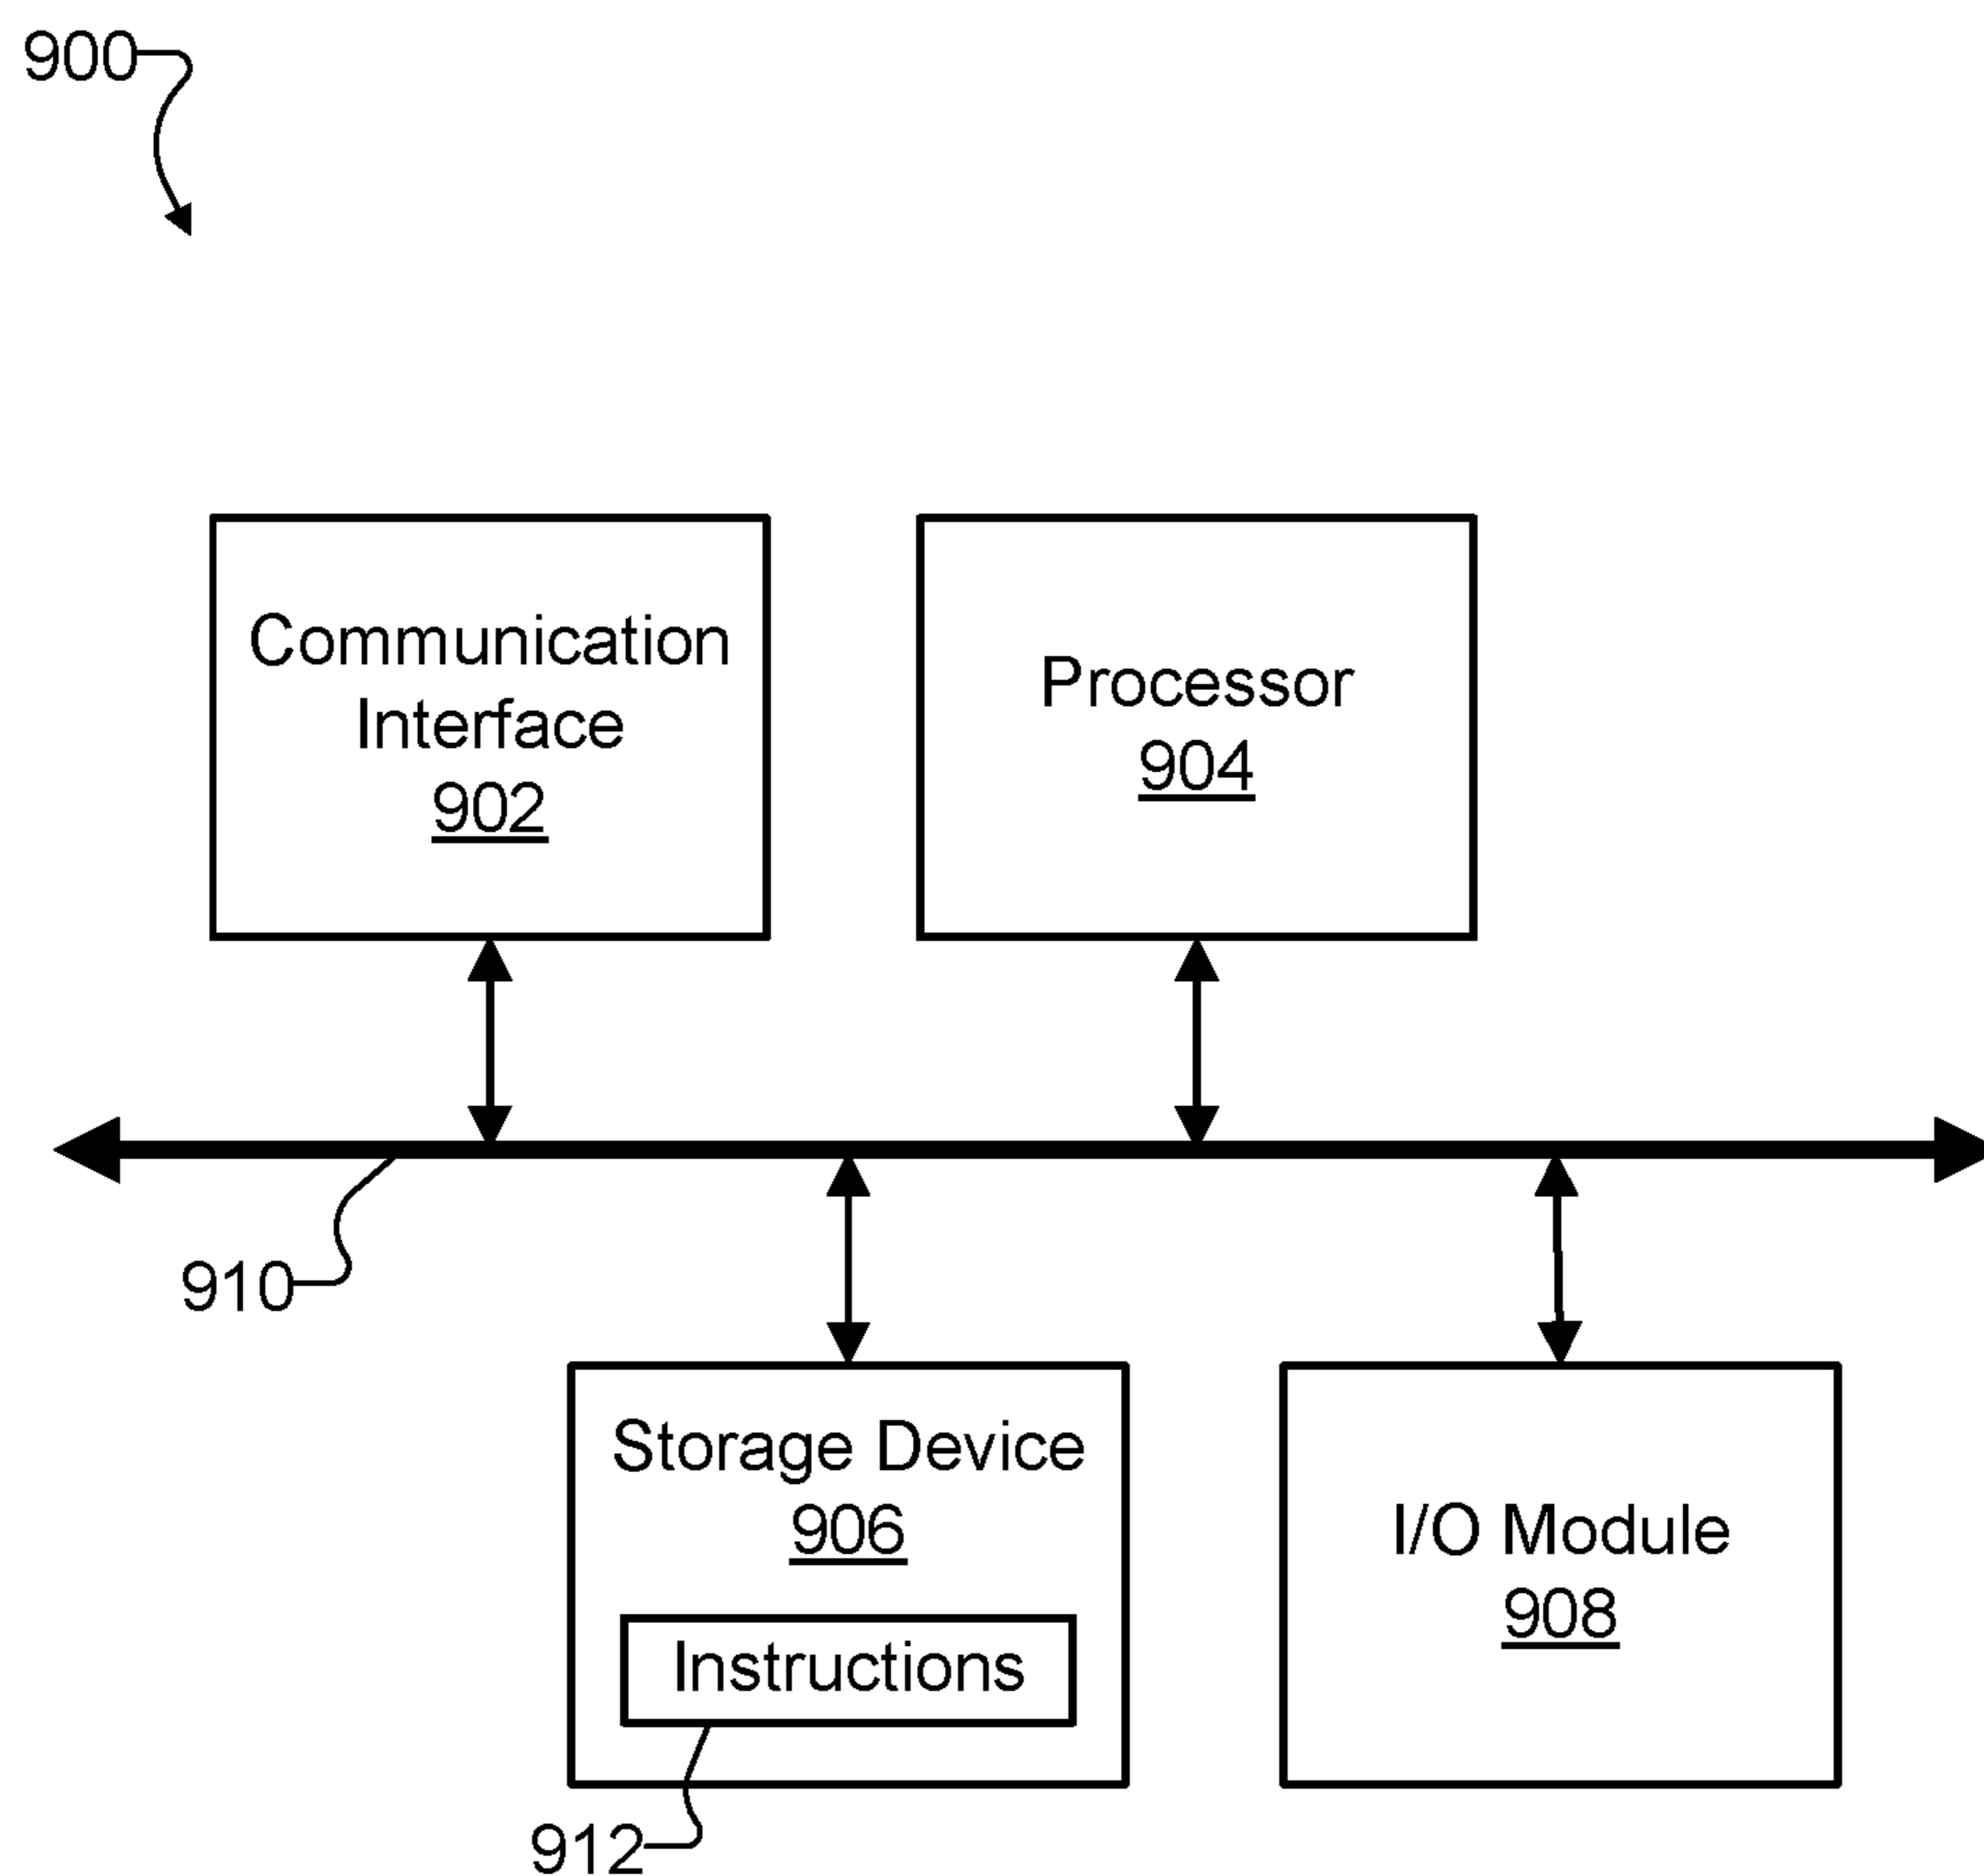 900
Communication
Interface
902
Processor
904
910
Storage Device
906
Instructions
912
I/O Module
908